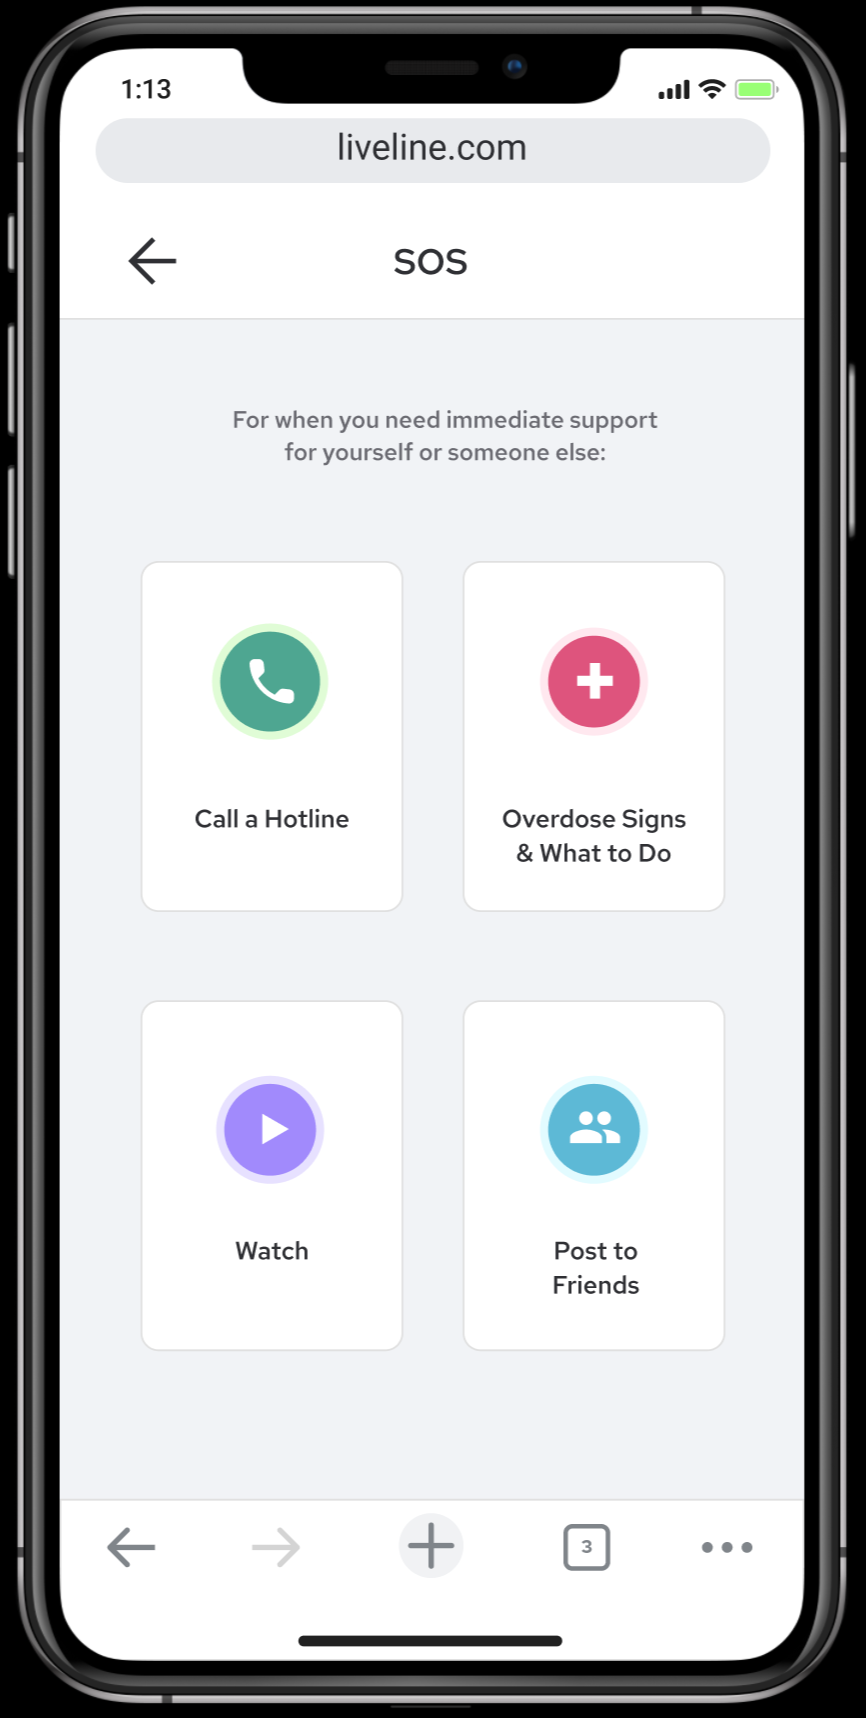 1:13
liveline.com
SOS
For when you need immediate support
for yourself or someone else:
Call a Hotline
Overdose Signs
& What to Do
Watch
Post to
Friends
3